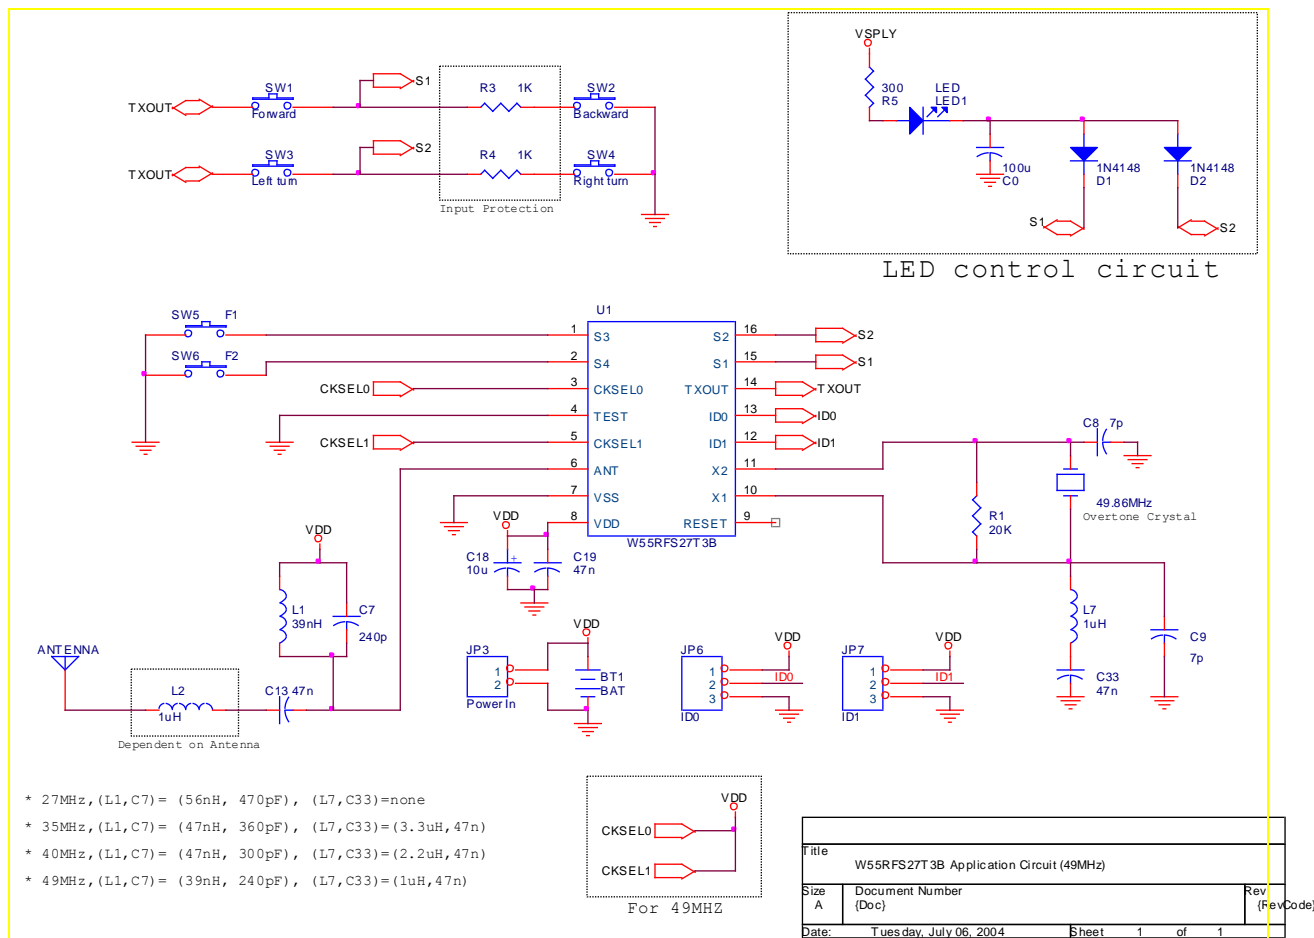 TXOUT
SW1
Forward
S1
R3 1K
SW2
Backward
TXOUT
SW3
Left turn
S2
R4 1K
SW4
Right turn
Input Protection
VSPLY
300
R5
LED
LED1
100u
C0
1N4148
D1
1N4148
D2
S1
S2
LED control circuit
SW5 F1
SW6 F2
CKSEL0
CKSEL1
U1
1 S3
2 S4
3 CKSEL0
4 TEST
5 CKSEL1
6 ANT
7 VSS
8 VDD
S2 16
S1 15
TXOUT 14
ID0 13
ID1 12
X2 11
X1 10
RESET 9
W55RFS27T3B
S2
S1
TXOUT
ID0
ID1
C8 7p
R1
20K
49.86MHz
Overtone Crystal
L7
1uH
C33
47n
C9
7p
VDD
C18
10u
C19
47n
VDD
L1
39nH
C7
240p
ANTENNA
L2
1uH
C13 47n
Dependent on Antenna
JP3
1
2
Power In
VDD
BT1
BAT
JP6
1
2
3
ID0
VDD
ID0
JP7
1
2
3
ID1
VDD
ID1
* 27MHz,(L1,C7)= (56nH, 470pF), (L7,C33)=none
* 35MHz,(L1,C7)= (47nH, 360pF), (L7,C33)=(3.3uH,47n)
* 40MHz,(L1,C7)= (47nH, 300pF), (L7,C33)=(2.2uH,47n)
* 49MHz,(L1,C7)= (39nH, 240pF), (L7,C33)=(1uH,47n)
VDD
CKSEL0
CKSEL1
For 49MHZ
Title
W55RFS27T3B Application Circuit (49MHz)
Size
A
Document Number
{Doc}
Rev
{RevCode}
Date: Tuesday, July 06, 2004 Sheet 1 of 1